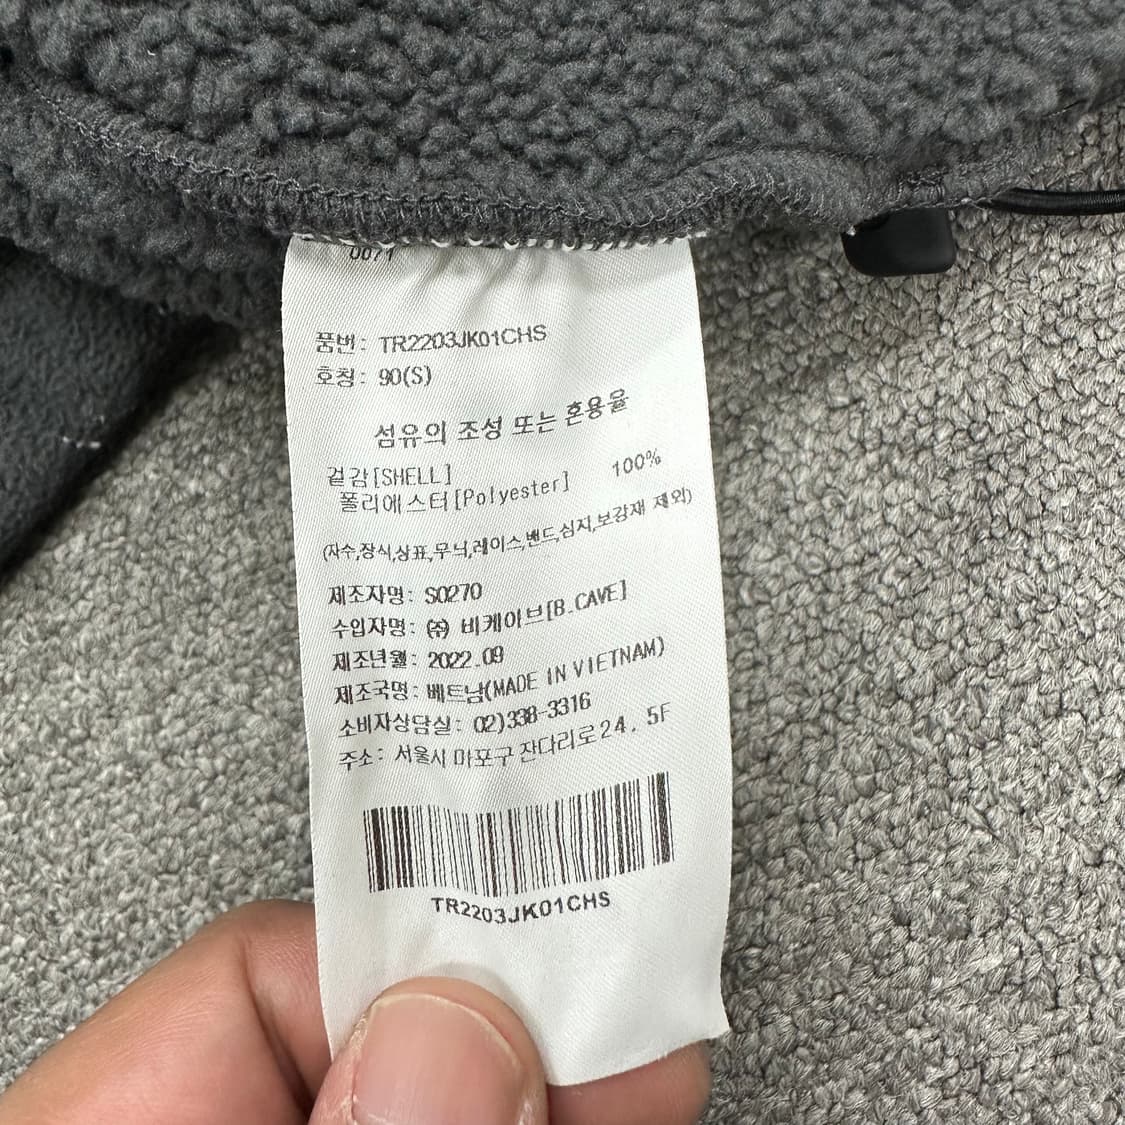 0071
품번: TR2203JK01CHS
호칭: 90(S)
섬유의 조성 또는 혼용율
겉감[SHELL]
폴리에스터[Polyester] 100%
(자수,장식,상표,무늬,레이스,밴드,심지,보강재 제외)
제조자명: S0270
수입자명: ㈜ 비케이브[B.CAVE]
제조년월: 2022.09
제조국명: 베트남(MADE IN VIETNAM)
소비자상담실: 02)338-3316
주소: 서울시 마포구 잔다리로24, 5F
TR2203JK01CHS